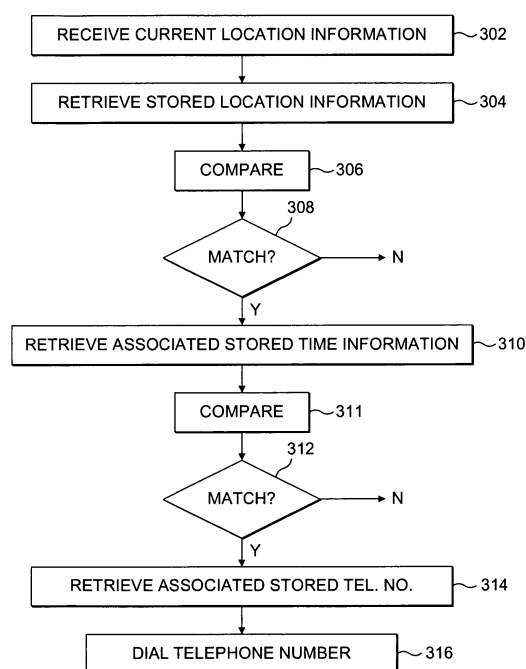 RECEIVE CURRENT LOCATION INFORMATION 302
RETRIEVE STORED LOCATION INFORMATION 304
COMPARE 306
308
MATCH? N
Y
RETRIEVE ASSOCIATED STORED TIME INFORMATION 310
COMPARE 311
312
MATCH? N
Y
RETRIEVE ASSOCIATED STORED TEL. NO. 314
DIAL TELEPHONE NUMBER 316